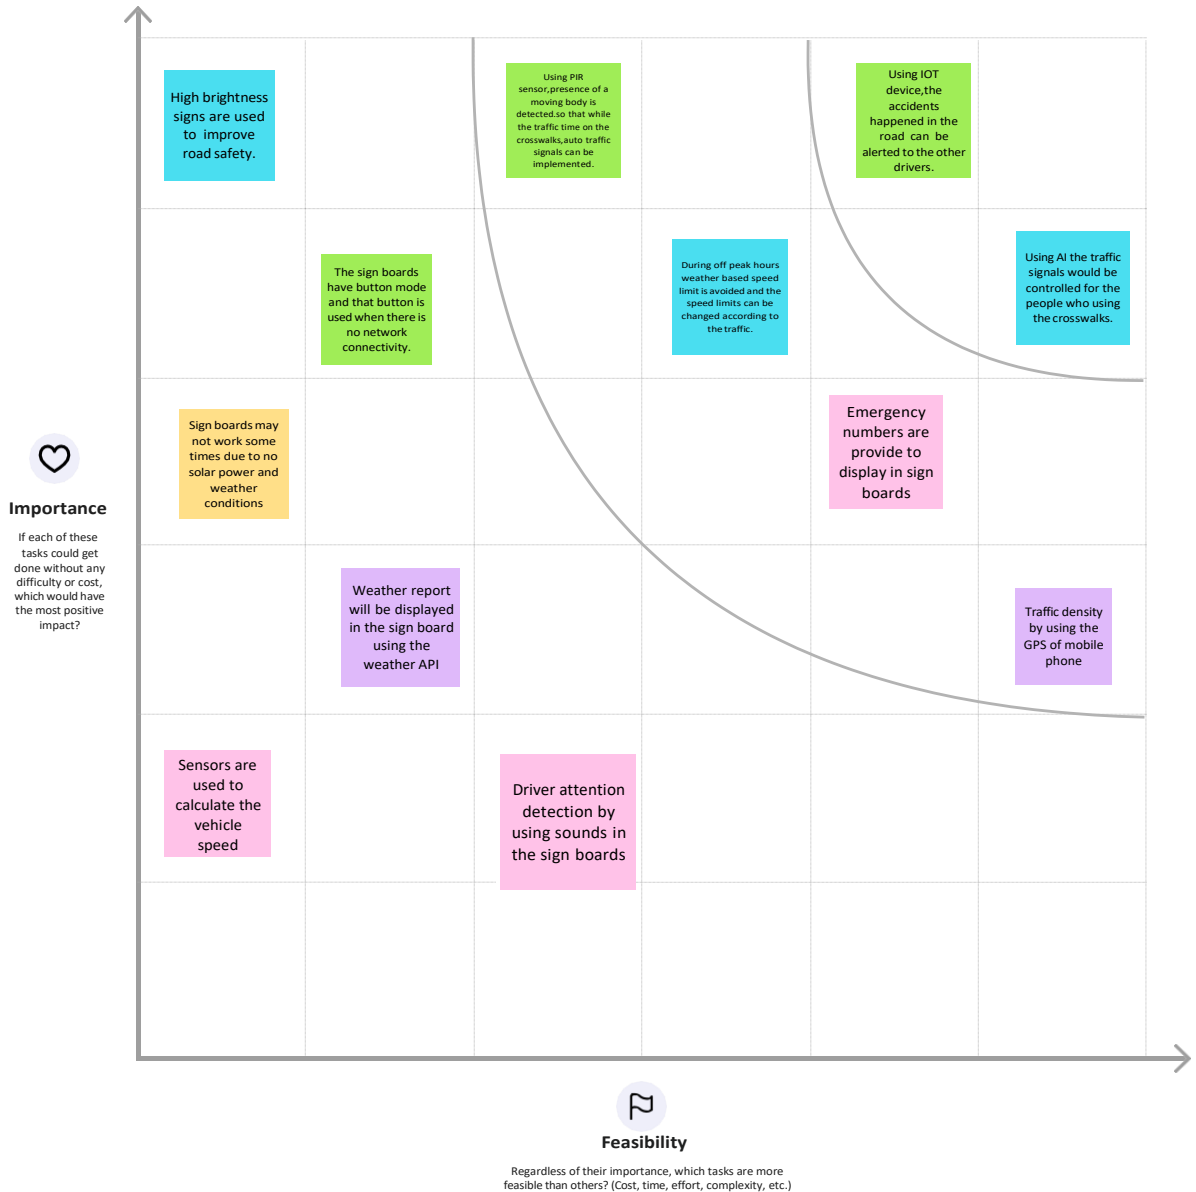 High brightness
signs are used
to improve
road safety.
Using PIR
sensor,presence of a
moving body is
detected.so that while
the traffic time on the
crosswalks,auto traffic
signals can be
implemented.
Using IOT
device,the
accidents
happened in the
road can be
alerted to the other
drivers.
The sign boards
have button mode
and that button is
used when there is
no network
connectivity.
During off peak hours
weather based speed
limit is avoided and the
speed limits can be
changed according to
the traffic.
Using AI the traffic
signals would be
controlled for the
people who using
the crosswalks.
Sign boards may
not work some
times due to no
solar power and
weather
conditions
Emergency
numbers are
provide to
display in sign
boards
Importance
If each of these
tasks could get
done without any
difficulty or cost,
which would have
the most positive
impact?
Weather report
will be displayed
in the sign board
using the
weather API
Traffic density
by using the
GPS of mobile
phone
Sensors are
used to
calculate the
vehicle
speed
Driver attention
detection by
using sounds in
the sign boards
Feasibility
Regardless of their importance, which tasks are more
feasible than others? (Cost, time, effort, complexity, etc.)